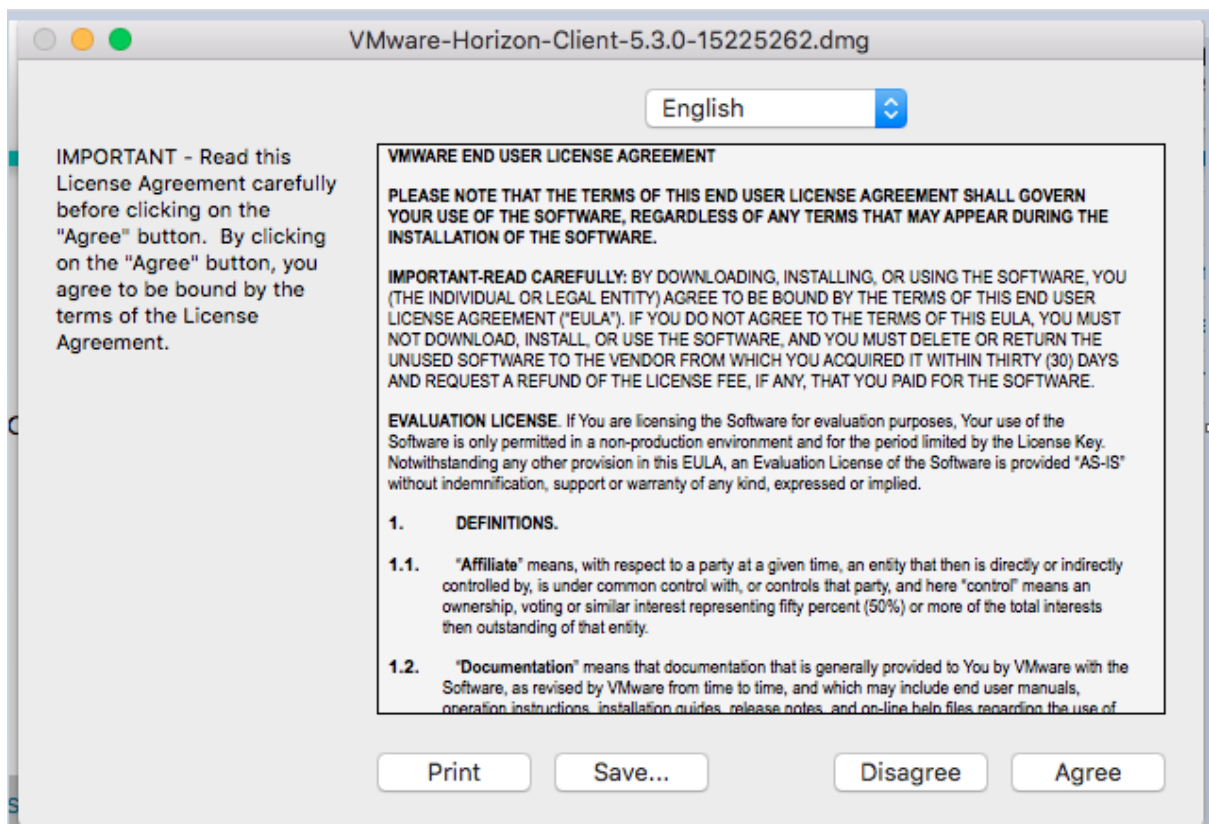 VMware-Horizon-Client-5.3.0-15225262.dmg
English
IMPORTANT - Read this
License Agreement carefully
before clicking on the
"Agree" button.  By clicking
on the "Agree" button, you
agree to be bound by the
terms of the License
Agreement.
VMWARE END USER LICENSE AGREEMENT
PLEASE NOTE THAT THE TERMS OF THIS END USER LICENSE AGREEMENT SHALL GOVERN
YOUR USE OF THE SOFTWARE, REGARDLESS OF ANY TERMS THAT MAY APPEAR DURING THE
INSTALLATION OF THE SOFTWARE.
IMPORTANT-READ CAREFULLY: BY DOWNLOADING, INSTALLING, OR USING THE SOFTWARE, YOU
(THE INDIVIDUAL OR LEGAL ENTITY) AGREE TO BE BOUND BY THE TERMS OF THIS END USER
LICENSE AGREEMENT ("EULA"). IF YOU DO NOT AGREE TO THE TERMS OF THIS EULA, YOU MUST
NOT DOWNLOAD, INSTALL, OR USE THE SOFTWARE, AND YOU MUST DELETE OR RETURN THE
UNUSED SOFTWARE TO THE VENDOR FROM WHICH YOU ACQUIRED IT WITHIN THIRTY (30) DAYS
AND REQUEST A REFUND OF THE LICENSE FEE, IF ANY, THAT YOU PAID FOR THE SOFTWARE.
EVALUATION LICENSE. If You are licensing the Software for evaluation purposes, Your use of the
Software is only permitted in a non-production environment and for the period limited by the License Key.
Notwithstanding any other provision in this EULA, an Evaluation License of the Software is provided "AS-IS"
without indemnification, support or warranty of any kind, expressed or implied.
1. DEFINITIONS.
1.1. "Affiliate" means, with respect to a party at a given time, an entity that then is directly or indirectly
controlled by, is under common control with, or controls that party, and here "control" means an
ownership, voting or similar interest representing fifty percent (50%) or more of the total interests
then outstanding of that entity.
1.2. "Documentation" means that documentation that is generally provided to You by VMware with the
Software, as revised by VMware from time to time, and which may include end user manuals,
operation instructions, installation guides, release notes, and on-line help files regarding the use of
Print
Save...
Disagree
Agree